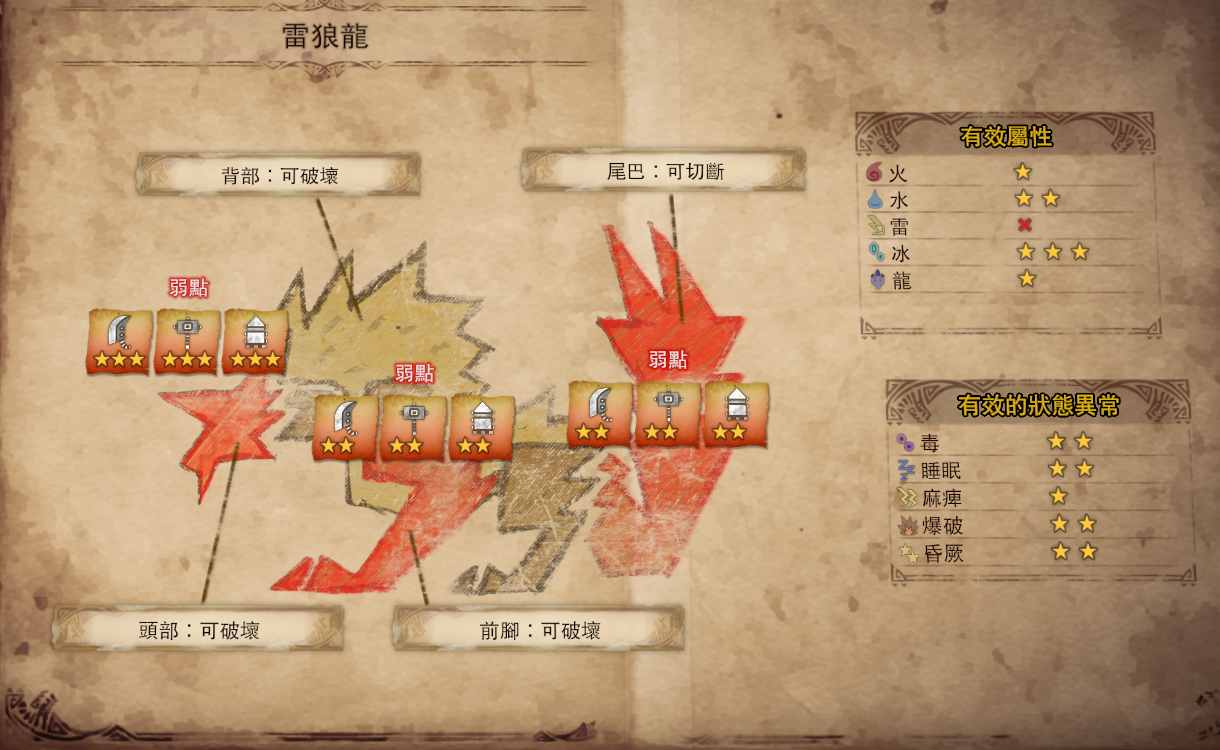 雷狼龍
背部：可破壞
尾巴：可切斷
弱點
弱點
弱點
頭部：可破壞
前腳：可破壞
有效屬性
火
水
雷
冰
龍
有效的狀態異常
毒
睡眠
麻痺
爆破
昏厥